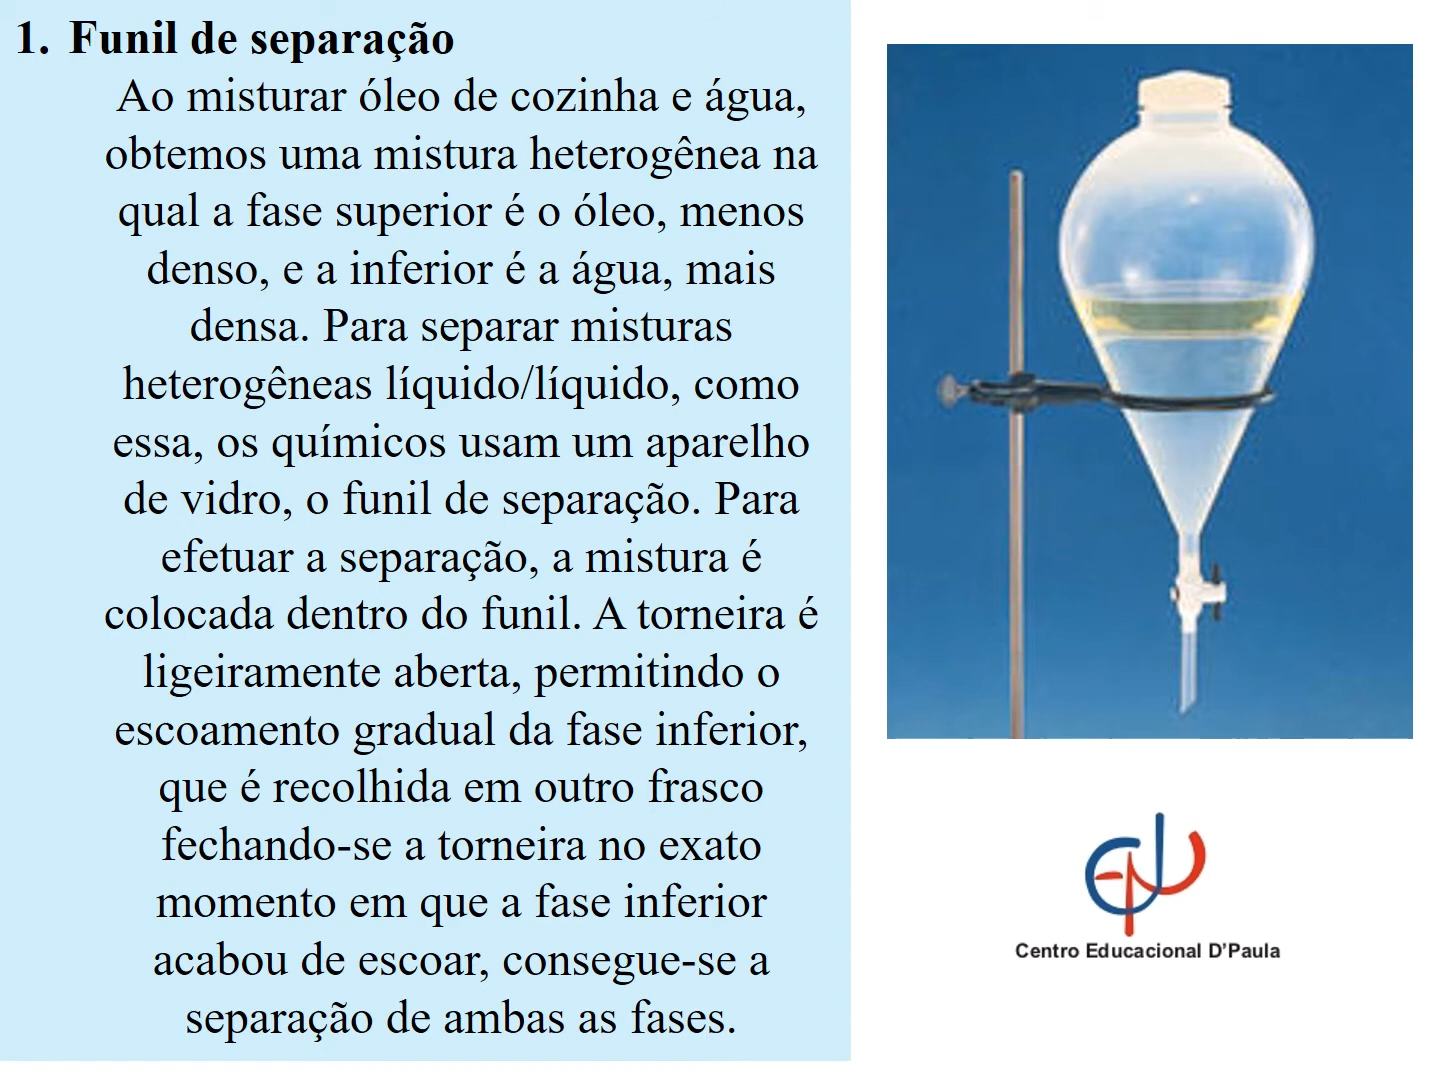 1. Funil de separação
Ao misturar óleo de cozinha e água,
obtemos uma mistura heterogênea na
qual a fase superior é o óleo, menos
denso, e a inferior é a água, mais
densa. Para separar misturas
heterogêneas líquido/líquido, como
essa, os químicos usam um aparelho
de vidro, o funil de separação. Para
efetuar a separação, a mistura é
colocada dentro do funil. A torneira é
ligeiramente aberta, permitindo o
escoamento gradual da fase inferior,
que é recolhida em outro frasco
fechando-se a torneira no exato
momento em que a fase inferior
acabou de escoar, consegue-se a
separação de ambas as fases.
Centro Educacional D'Paula